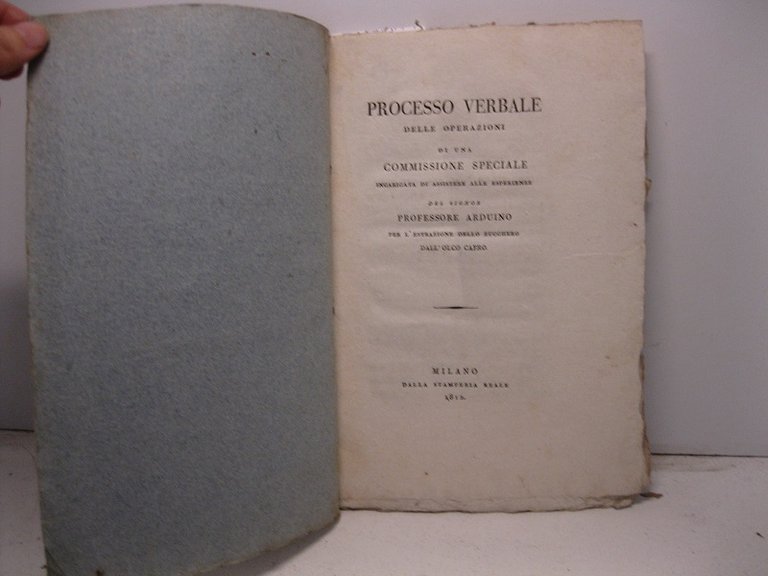 PROCESSO VERBALE
DELLE OPERAZIONI
DI UNA
COMMISSIONE SPECIALE
INCARICATA DI ASSISTERE ALLE ESPERIENZE
DEL SIGNOR
PROFESSORE ARDUINO
PER L'ESTRAZIONE DELLO ZUCCHERO
DALL'OLCO CAFRO.
MILANO
DALLA STAMPERIA REALE
1812.